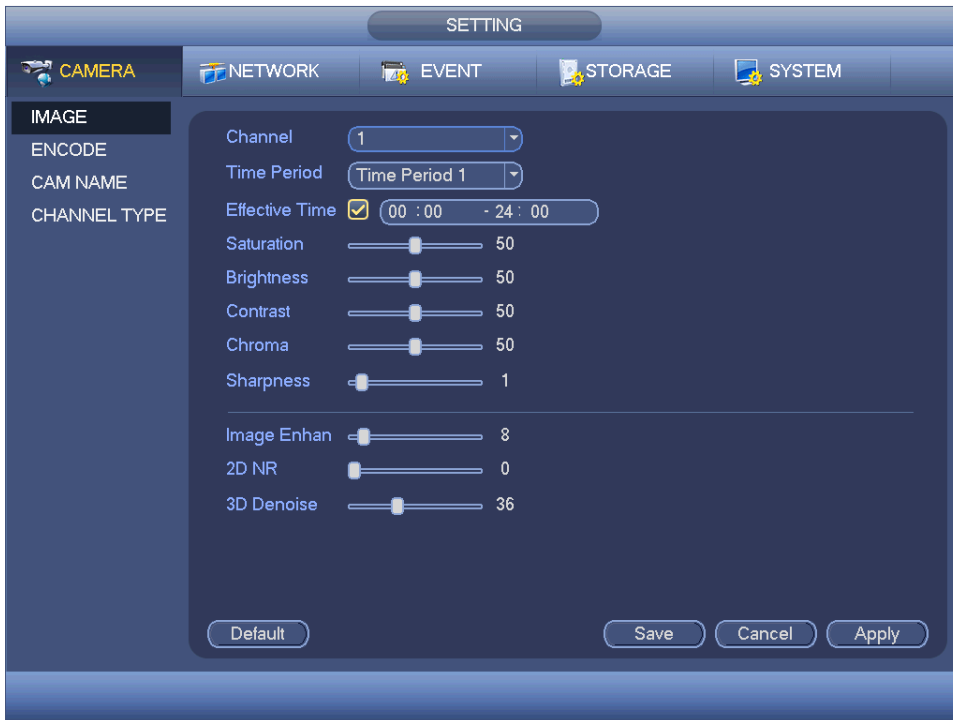 SETTING
CAMERA NETWORK EVENT STORAGE SYSTEM
IMAGE
ENCODE
CAM NAME
CHANNEL TYPE
Channel 1
Time Period Time Period 1
Effective Time 00 : 00 - 24 : 00
Saturation 50
Brightness 50
Contrast 50
Chroma 50
Sharpness 1
Image Enhan 8
2D NR 0
3D Denoise 36
Default Save Cancel Apply